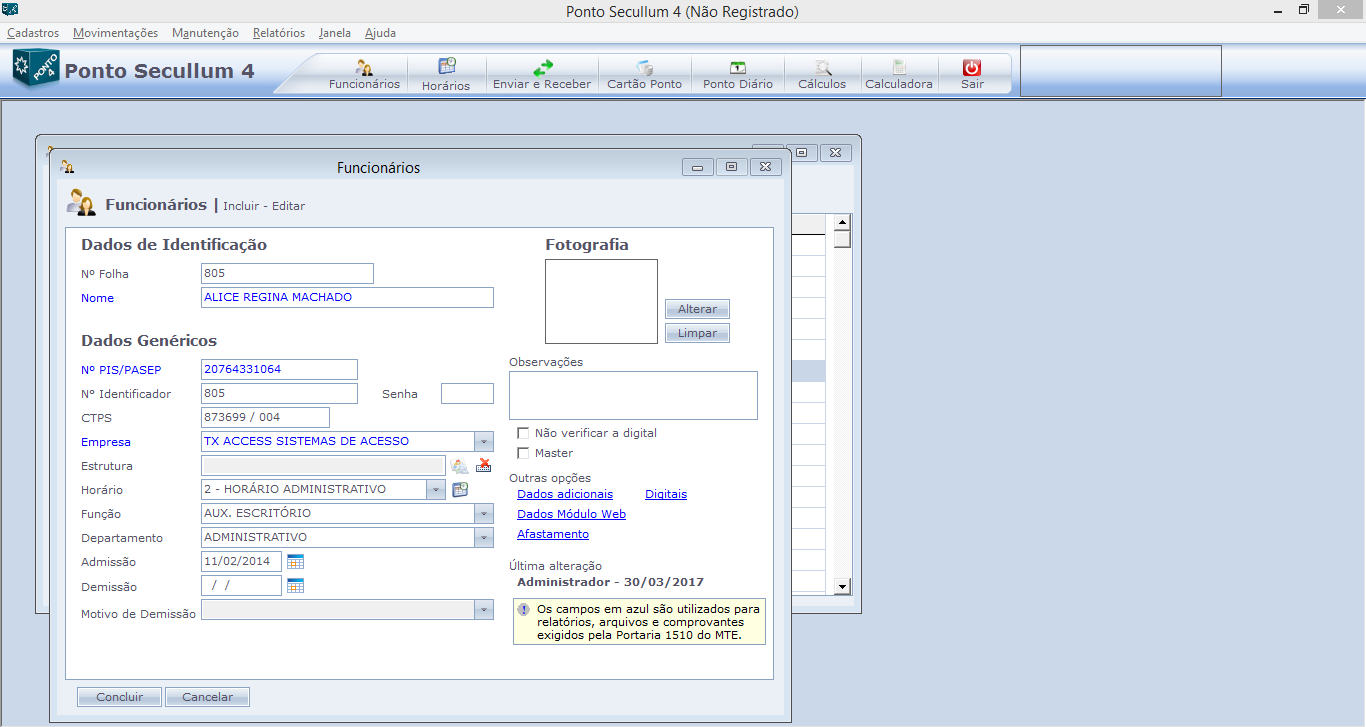 Ponto Secullum 4 (Não Registrado)
Cadastros Movimentações Manutenção Relatórios Janela Ajuda
PONTO 4
Ponto Secullum 4
Funcionários Horários Enviar e Receber Cartão Ponto Ponto Diário Cálculos Calculadora Sair
Funcionários
Funcionários | Incluir - Editar
Dados de Identificação
Nº Folha 805
Nome ALICE REGINA MACHADO
Fotografia
Alterar
Limpar
Dados Genéricos
Nº PIS/PASEP 20764331064
Nº Identificador 805 Senha
CTPS 873699 / 004
Empresa TX ACCESS SISTEMAS DE ACESSO
Estrutura
Horário 2 - HORÁRIO ADMINISTRATIVO
Função AUX. ESCRITÓRIO
Departamento ADMINISTRATIVO
Admissão 11/02/2014
Demissão / /
Motivo de Demissão
Observações
Não verificar a digital
Master
Outras opções
Dados adicionais Digitais
Dados Módulo Web
Afastamento
Última alteração
Administrador - 30/03/2017
Os campos em azul são utilizados para
relatórios, arquivos e comprovantes
exigidos pela Portaria 1510 do MTE.
Concluir Cancelar